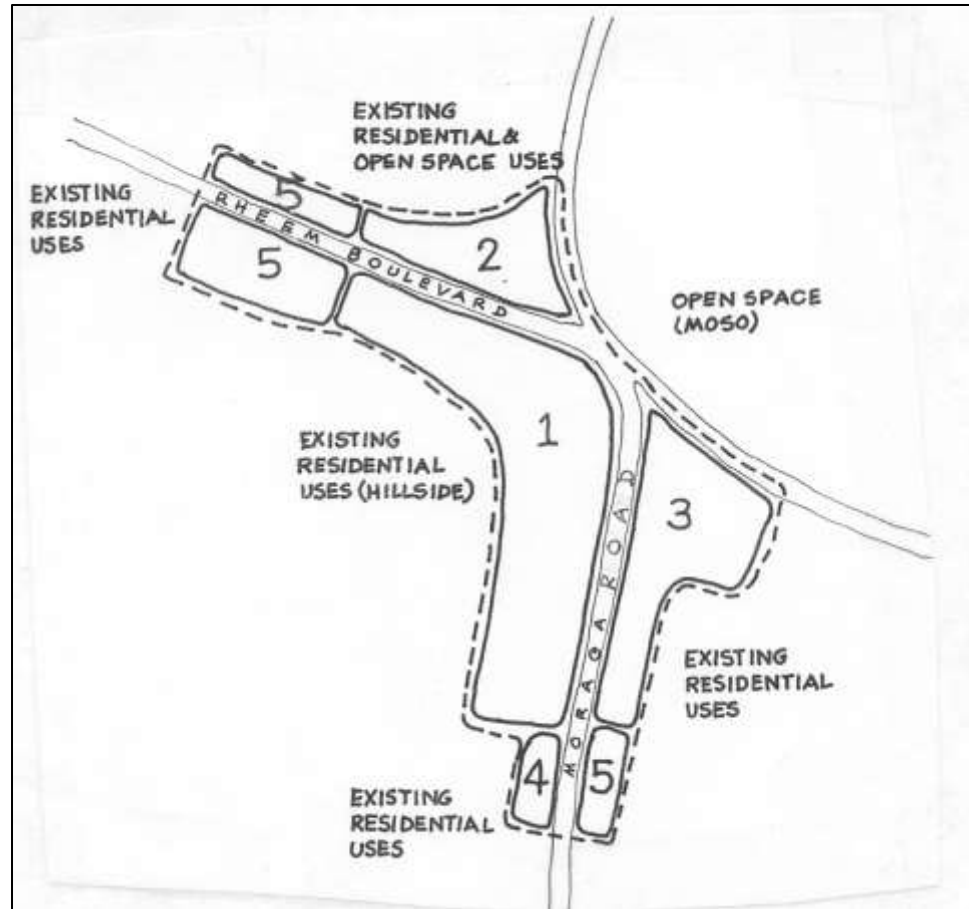 EXISTING
RESIDENTIAL &
OPEN SPACE USES
EXISTING
RESIDENTIAL
USES
5
RHEEM BOULEVARD
5
2
OPEN SPACE
(MOSO)
1
EXISTING
RESIDENTIAL
USES (HILLSIDE)
3
MORAGA ROAD
EXISTING
RESIDENTIAL
USES
4
5
EXISTING
RESIDENTIAL
USES